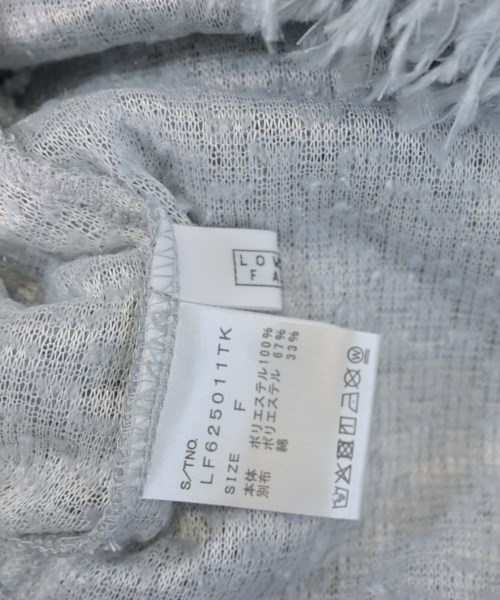 LOW
FA
S/TNO.
LF625011TK
SIZE F
本体 ポリエステル100%
別布 ポリエステル 67%
綿 33%